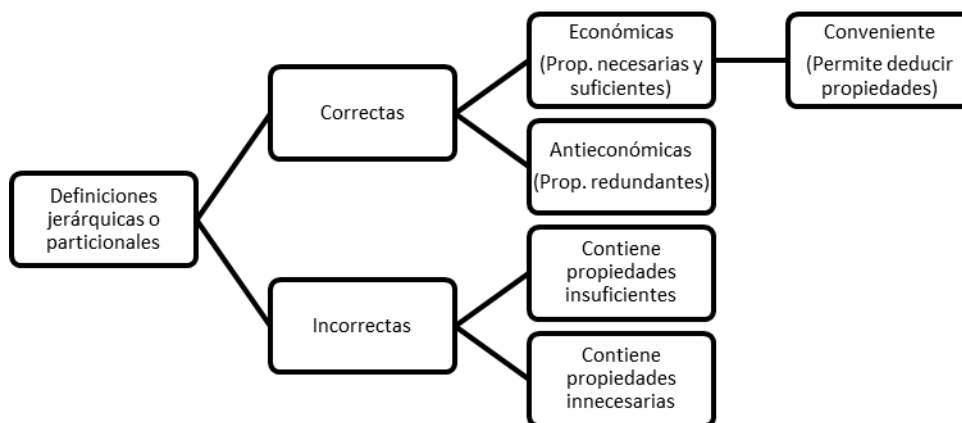 Definiciones
jerárquicas o
particionales
Correctas
Económicas
(Prop. necesarias y
suficientes)
Conveniente
(Permite deducir
propiedades)
Antieconómicas
(Prop. redundantes)
Incorrectas
Contiene
propiedades
insuficientes
Contiene
propiedades
innecesarias